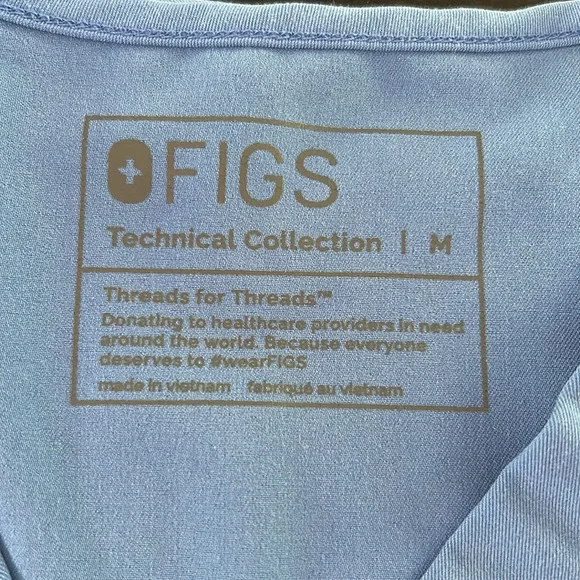 FIGS
Technical Collection | M
Threads for Threads™
Donating to healthcare providers in need
around the world. Because everyone
deserves to #wearFIGS
made in vietnam fabriqué au vietnam